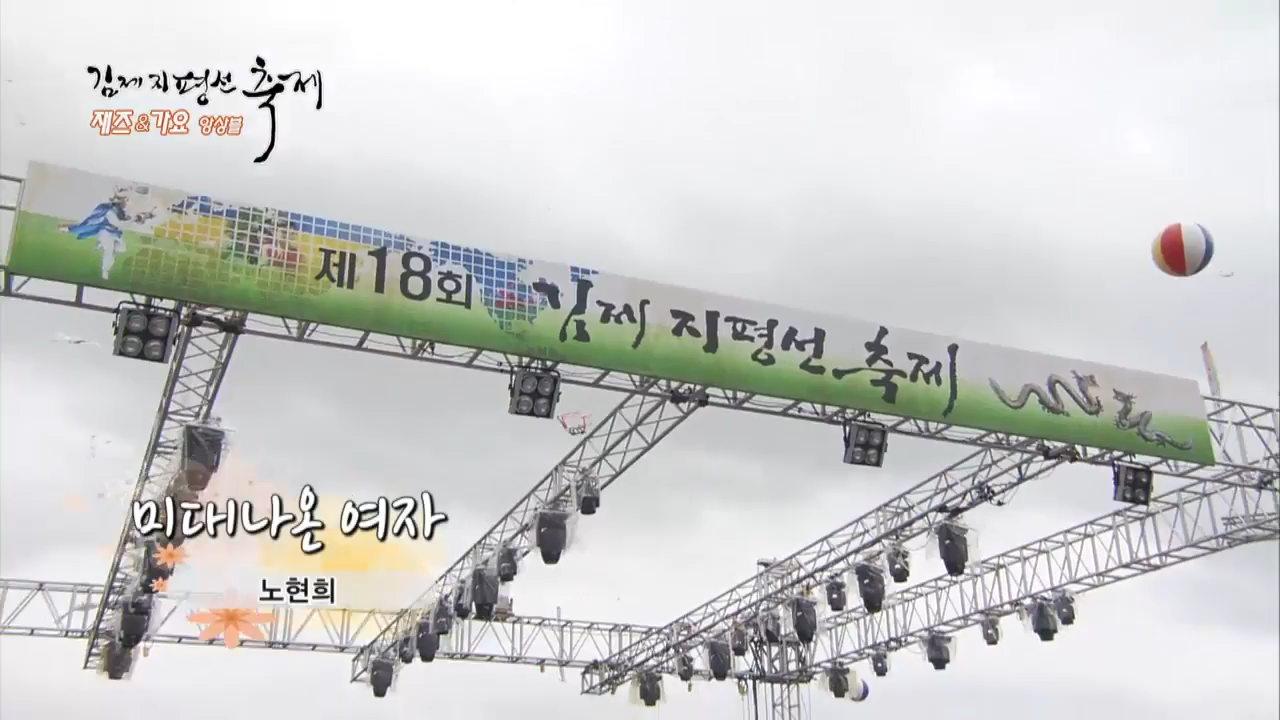 김제 지평선 축제
재즈&가요 앙상블
제18회 김제 지평선 축제
미대나온 여자
노현희